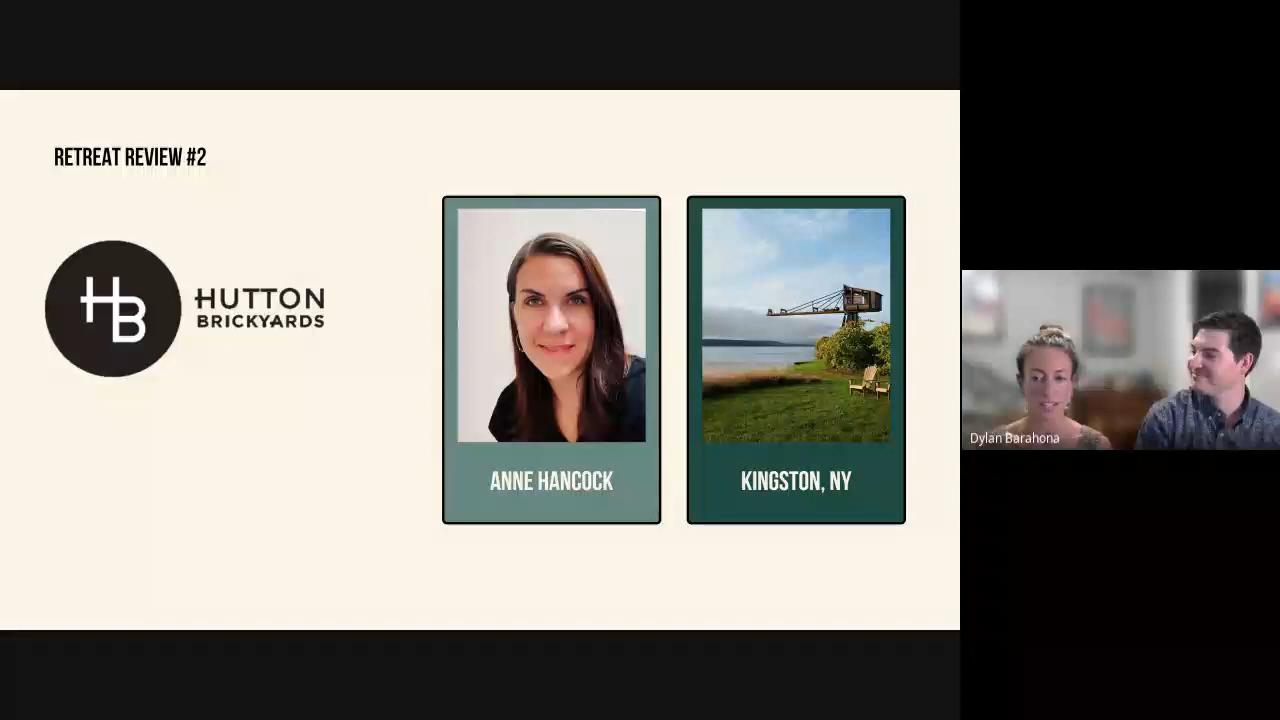 RETREAT REVIEW #2
HB
HUTTON
BRICKYARDS
ANNE HANCOCK
KINGSTON, NY
Dylan Barahona